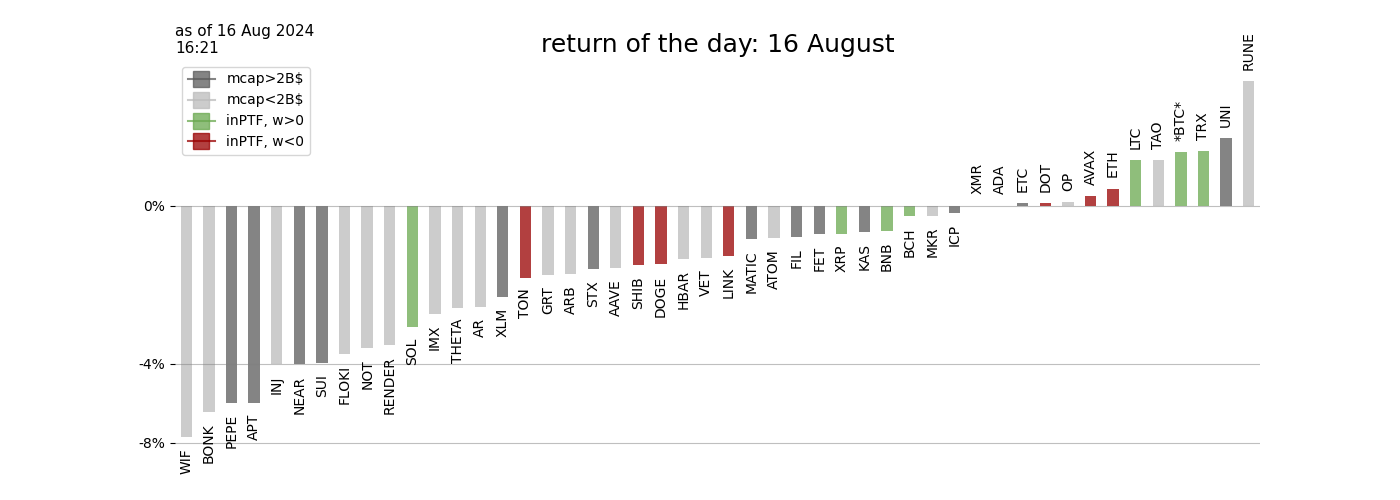 as of 16 Aug 2024
16:21
return of the day: 16 August
mcap>2B$
mcap<2B$
inPTF, w>0
inPTF, w<0
0%
-4%
-8%
WIF
BONK
PEPE
APT
INJ
NEAR
SUI
FLOKI
NOT
RENDER
SOL
IMX
THETA
AR
XLM
TON
GRT
ARB
STX
AAVE
SHIB
DOGE
HBAR
VET
LINK
MATIC
ATOM
FIL
FET
XRP
KAS
BNB
BCH
MKR
ICP
XMR
ADA
ETC
DOT
OP
AVAX
ETH
LTC
TAO
*BTC*
TRX
UNI
RUNE